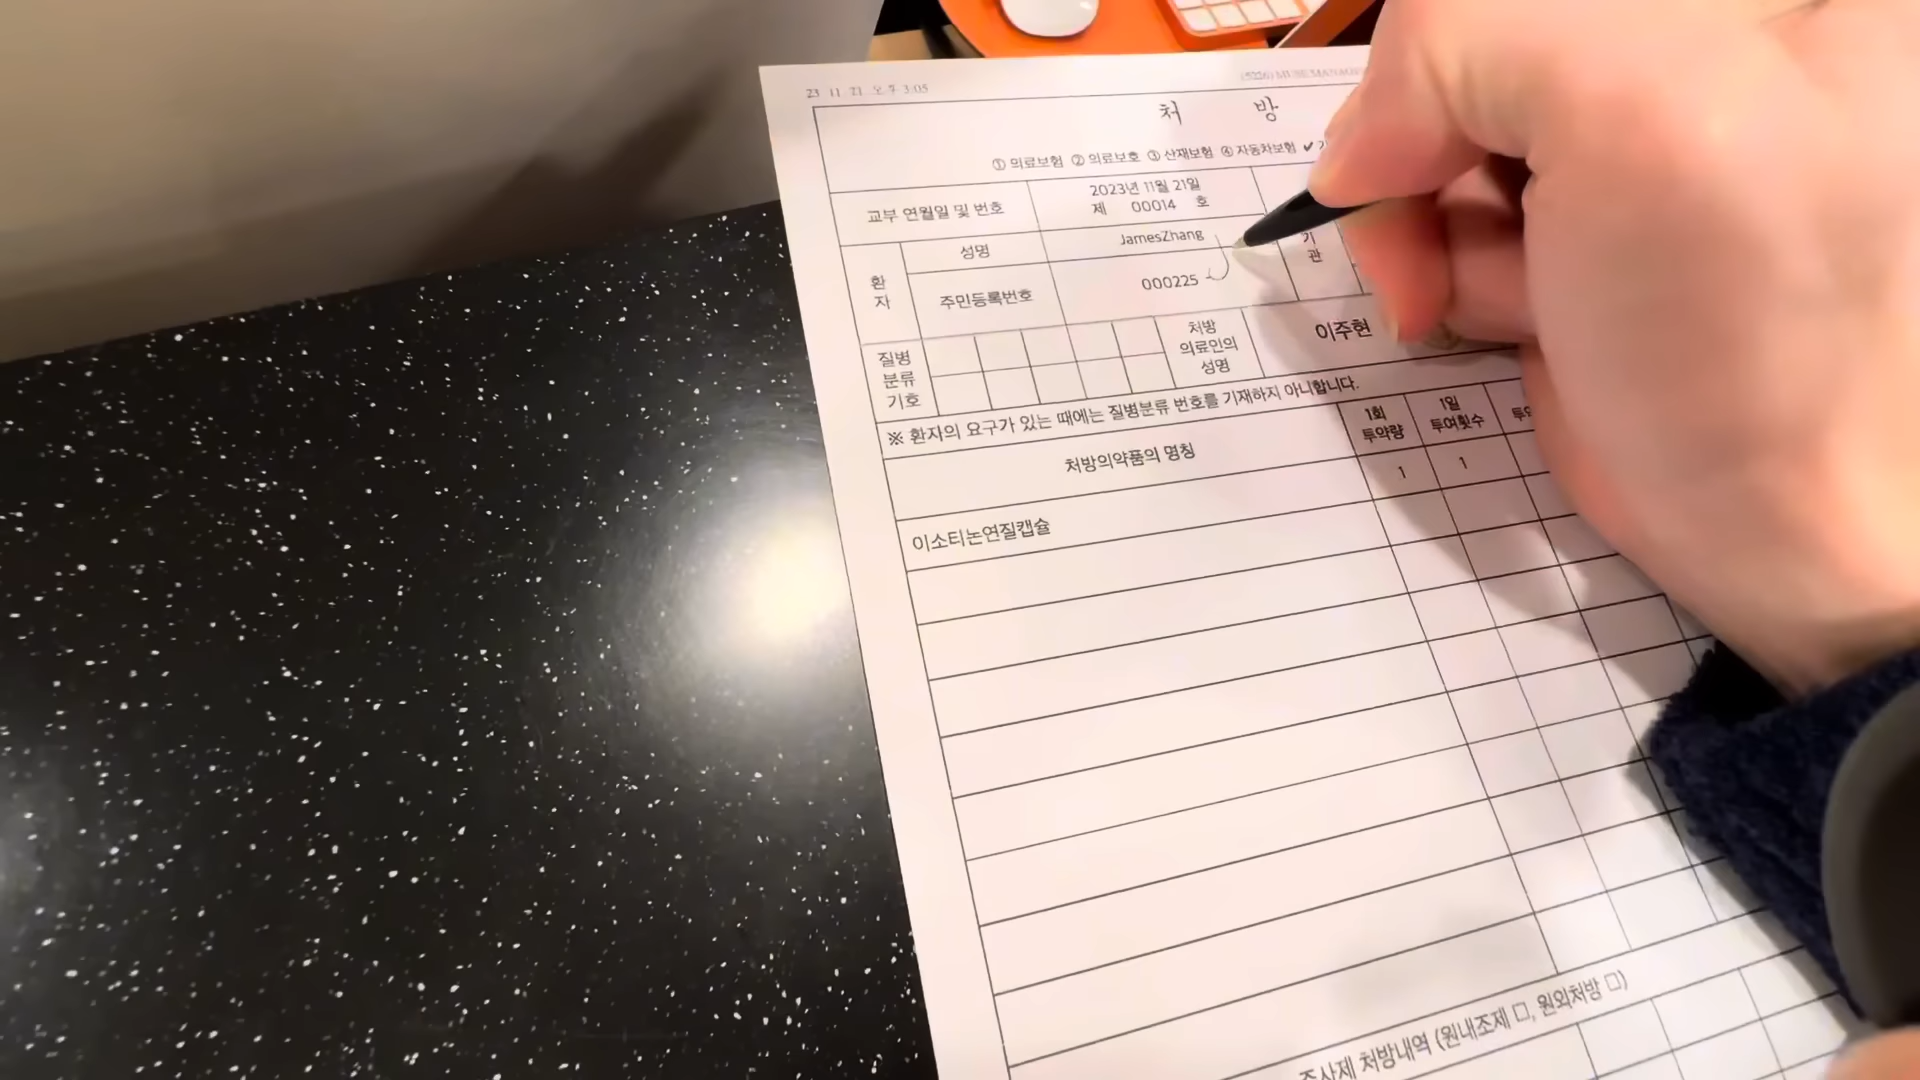 23 11 21 오후 3:05
처 방
① 의료보험 ② 의료보호 ③ 산재보험 ④ 자동차보험 ✔
교부 연월일 및 번호
2023년 11월 21일
제 00014 호
환자
성명
JamesZhang
기관
주민등록번호
000225 -
질병
분류
기호
처방
의료인의
성명
이주현
※ 환자의 요구가 있는 때에는 질병분류 번호를 기재하지 아니합니다.
처방의약품의 명칭
1회
투약량
1일
투여횟수
1
1
이소티논연질캡슐
주사제 처방내역 (원내조제 ☐, 원외처방 ☐)